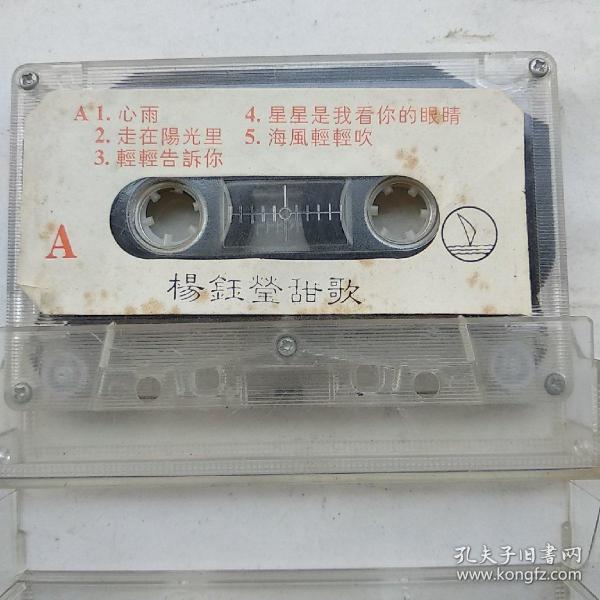 A 1. 心雨
2. 走在陽光里
3. 輕輕告訴你
4. 星星是我看你的眼睛
5. 海風輕輕吹
A
楊鈺瑩甜歌
孔夫子旧書网
www.kongfz.com